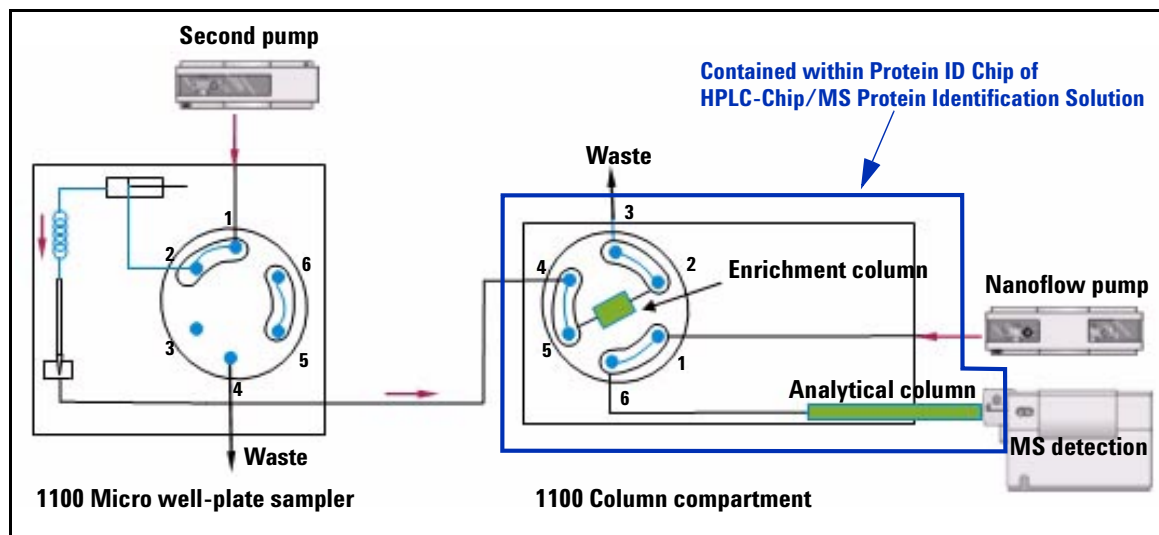 Second pump
Contained within Protein ID Chip of
HPLC-Chip/MS Protein Identification Solution
Waste
1
2
6
3
5
4
Waste
3
4
2
Enrichment column
Nanoflow pump
5
1
6
Analytical column
MS detection
1100 Micro well-plate sampler
1100 Column compartment